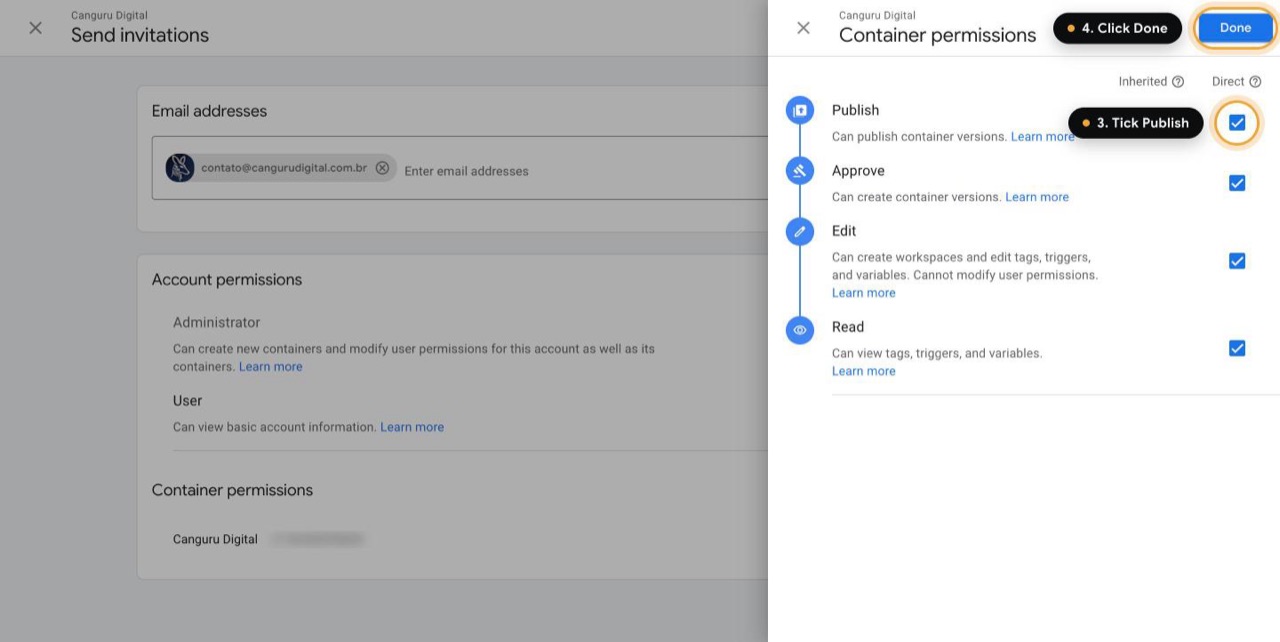 Canguru Digital
Send invitations
Email addresses
contato@cangurudigital.com.br
Enter email addresses
Account permissions
Administrator
Can create new containers and modify user permissions for this account as well as its
containers. Learn more
User
Can view basic account information. Learn more
Container permissions
Canguru Digital
Canguru Digital
Container permissions
4. Click Done
Done
Inherited
Direct
Publish
3. Tick Publish
Can publish container versions. Learn more
Approve
Can create container versions. Learn more
Edit
Can create workspaces and edit tags, triggers,
and variables. Cannot modify user permissions.
Learn more
Read
Can view tags, triggers, and variables.
Learn more